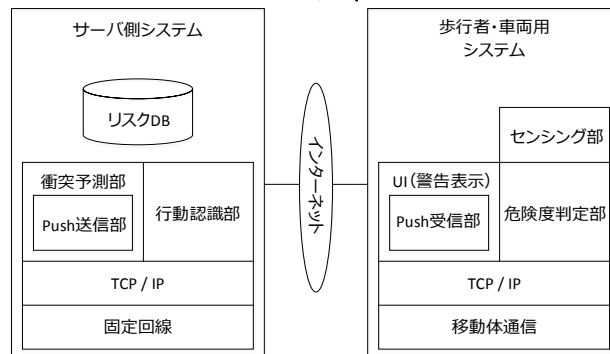 サーバ側システム
リスクDB
衝突予測部
Push送信部
行動認識部
TCP / IP
固定回線
インターネット
歩行者・車両用
システム
センシング部
UI(警告表示)
Push受信部
危険度判定部
TCP / IP
移動体通信